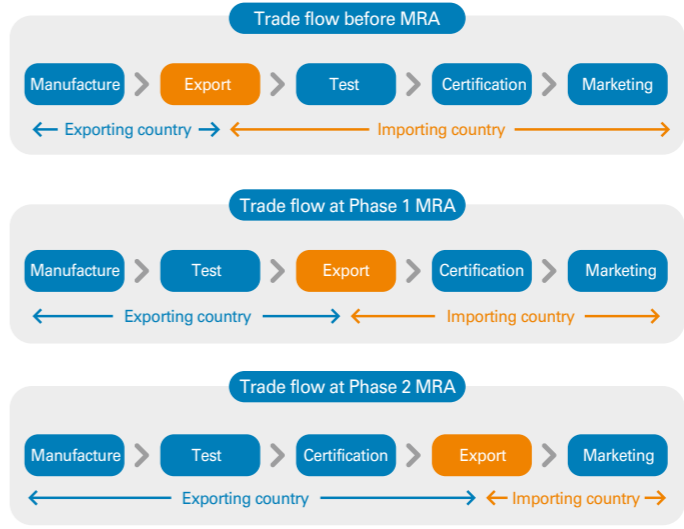 Trade flow before MRA
Manufacture Export Test Certification Marketing
Exporting country Importing country
Trade flow at Phase 1 MRA
Manufacture Test Export Certification Marketing
Exporting country Importing country
Trade flow at Phase 2 MRA
Manufacture Test Certification Export Marketing
Exporting country Importing country